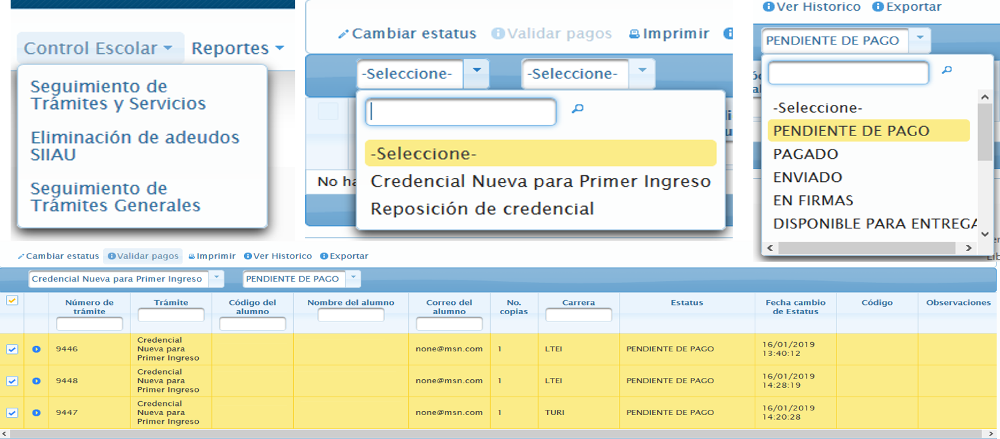 Control Escolar
Reportes
Seguimiento de
Trámites y Servicios
Eliminación de adeudos
SIIAU
Seguimiento de
Trámites Generales
Cambiar estatus
Validar pagos
Imprimir
-Seleccione-
-Seleccione-
-Seleccione-
Credencial Nueva para Primer Ingreso
Reposición de credencial
No
Ver Historico
Exportar
PENDIENTE DE PAGO
-Seleccione-
PENDIENTE DE PAGO
PAGADO
ENVIADO
EN FIRMAS
DISPONIBLE PARA ENTREGA
Cambiar estatus
Validar pagos
Imprimir
Ver Historico
Exportar
Credencial Nueva para Primer Ingreso
PENDIENTE DE PAGO
Número de
trámite
Trámite
Código del
alumno
Nombre del alumno
Correo del
alumno
No.
copias
Carrera
Estatus
Fecha cambio
de Estatus
Código
Observaciones
9446
Credencial
Nueva para
Primer Ingreso
none@msn.com
1
LTEI
PENDIENTE DE PAGO
16/01/2019
13:40:12
9448
Credencial
Nueva para
Primer Ingreso
none@msn.com
1
LTEI
PENDIENTE DE PAGO
16/01/2019
14:28:19
9447
Credencial
Nueva para
Primer Ingreso
none@msn.com
1
TURI
PENDIENTE DE PAGO
16/01/2019
14:20:28